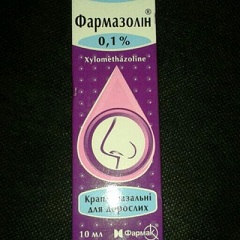 Фармазолін®
0,1%
Xylomethazoline
Краплі назальні
для дорослих
10 мл Фармак